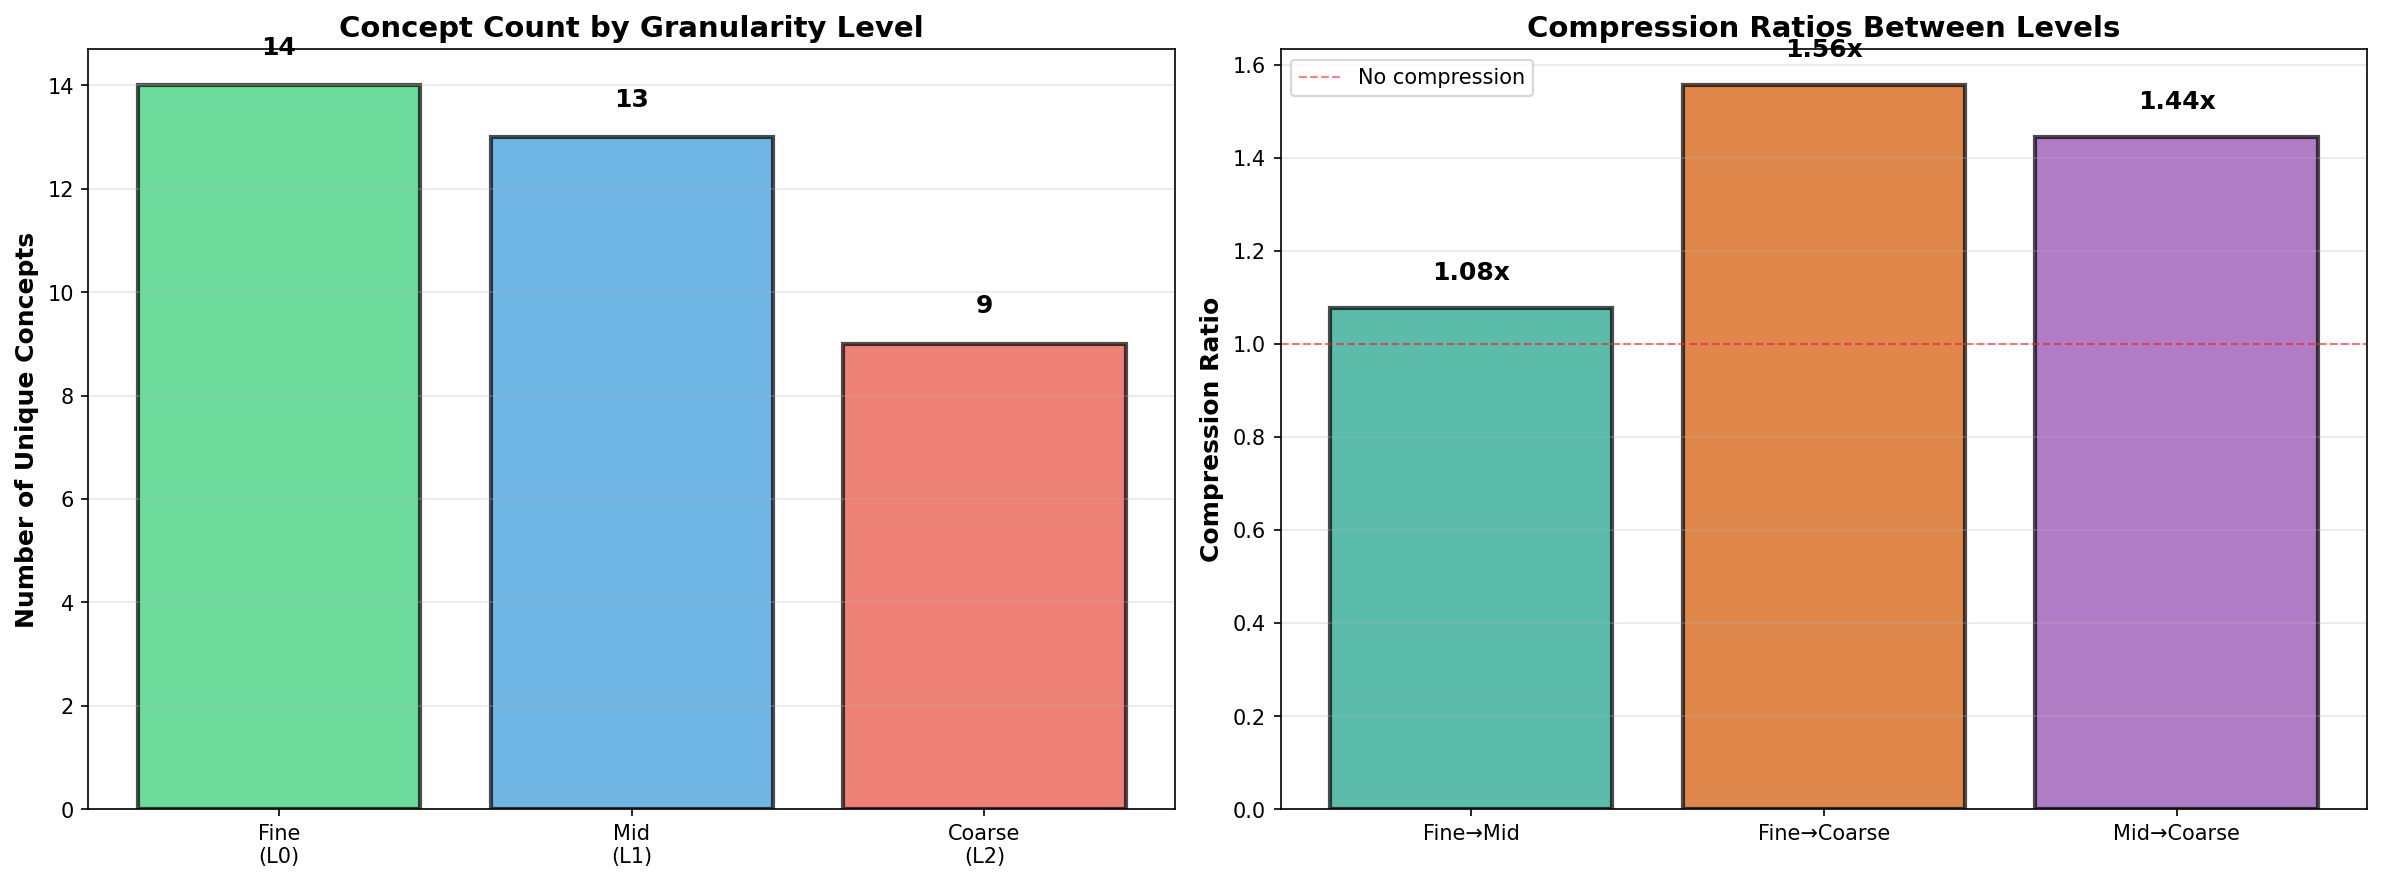 Concept Count by Granularity Level
Number of Unique Concepts
14
12
10
8
6
4
2
0
14
13
9
Fine
(L0)
Mid
(L1)
Coarse
(L2)
Compression Ratios Between Levels
Compression Ratio
1.6
1.4
1.2
1.0
0.8
0.6
0.4
0.2
0.0
No compression
1.08x
1.56x
1.44x
Fine→Mid
Fine→Coarse
Mid→Coarse